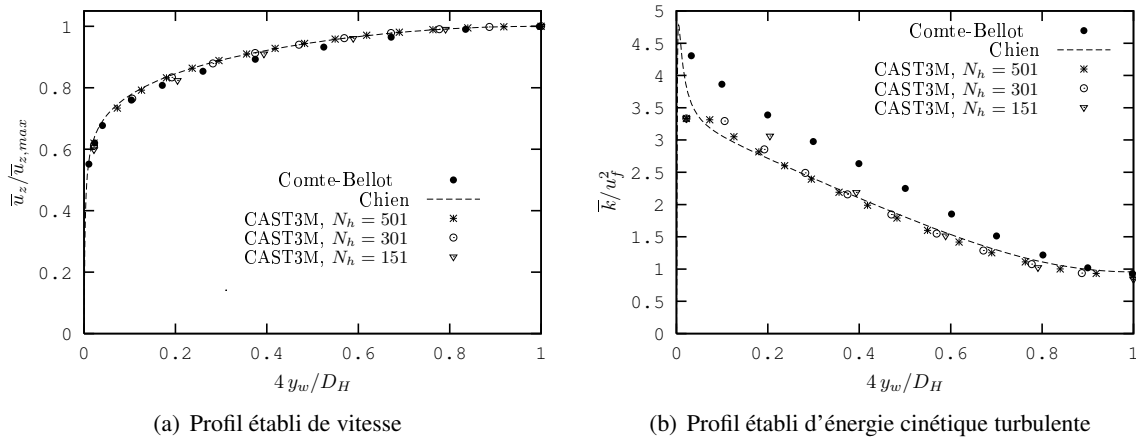 1
0.8
0.6
0.4
0.2
0
u̅_z/u̅_{z,max}
Comte-Bellot
Chien
CAST3M, N_h = 501
CAST3M, N_h = 301
CAST3M, N_h = 151
0 0.2 0.4 0.6 0.8 1
4 y_w/D_H
(a) Profil établi de vitesse
5
4.5
4
3.5
3
2.5
2
1.5
1
0.5
0
k̅/u_f^2
Comte-Bellot
Chien
CAST3M, N_h = 501
CAST3M, N_h = 301
CAST3M, N_h = 151
0 0.2 0.4 0.6 0.8 1
4 y_w/D_H
(b) Profil établi d'énergie cinétique turbulente